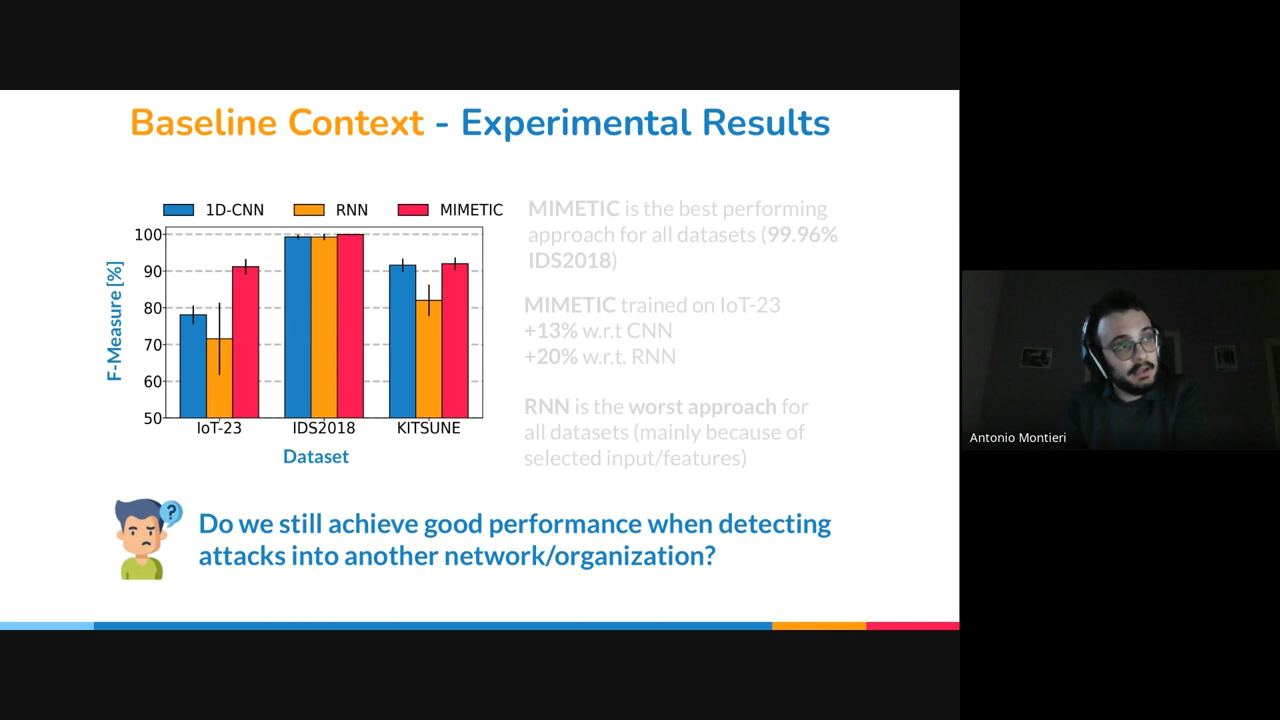 Baseline Context - Experimental Results
1D-CNN RNN MIMETIC
100
90
80
70
60
50
F-Measure [%]
IoT-23 IDS2018 KITSUNE
Dataset
MIMETIC is the best performing
approach for all datasets (99.96%
IDS2018)
MIMETIC trained on IoT-23
+13% w.r.t CNN
+20% w.r.t. RNN
RNN is the worst approach for
all datasets (mainly because of
selected input/features)
?
Do we still achieve good performance when detecting
attacks into another network/organization?
Antonio Montieri